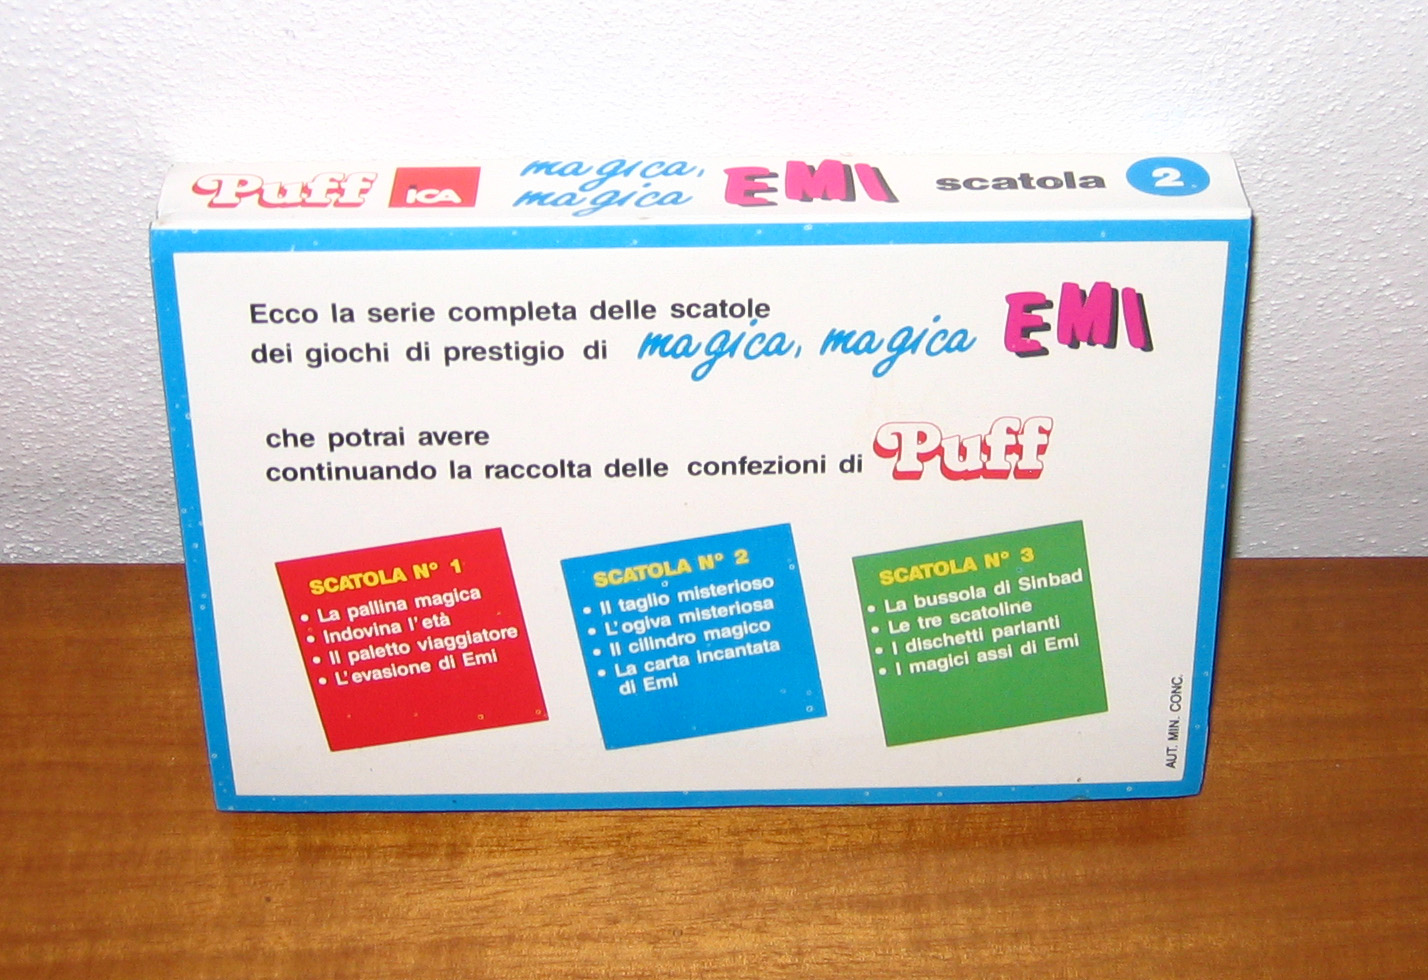 Puff ICA magica, magica EMI scatola 2
Ecco la serie completa delle scatole
dei giochi di prestigio di magica, magica EMI
che potrai avere
continuando la raccolta delle confezioni di Puff
SCATOLA N° 1
• La pallina magica
• Indovina l'età
• Il paletto viaggiatore
• L'evasione di Emi
SCATOLA N° 2
• Il taglio misterioso
• L'ogiva misteriosa
• Il cilindro magico
• La carta incantata
di Emi
SCATOLA N° 3
• La bussola di Sinbad
• Le tre scatoline
• I dischetti parlanti
• I magici assi di Emi
AUT. MIN. CONC.